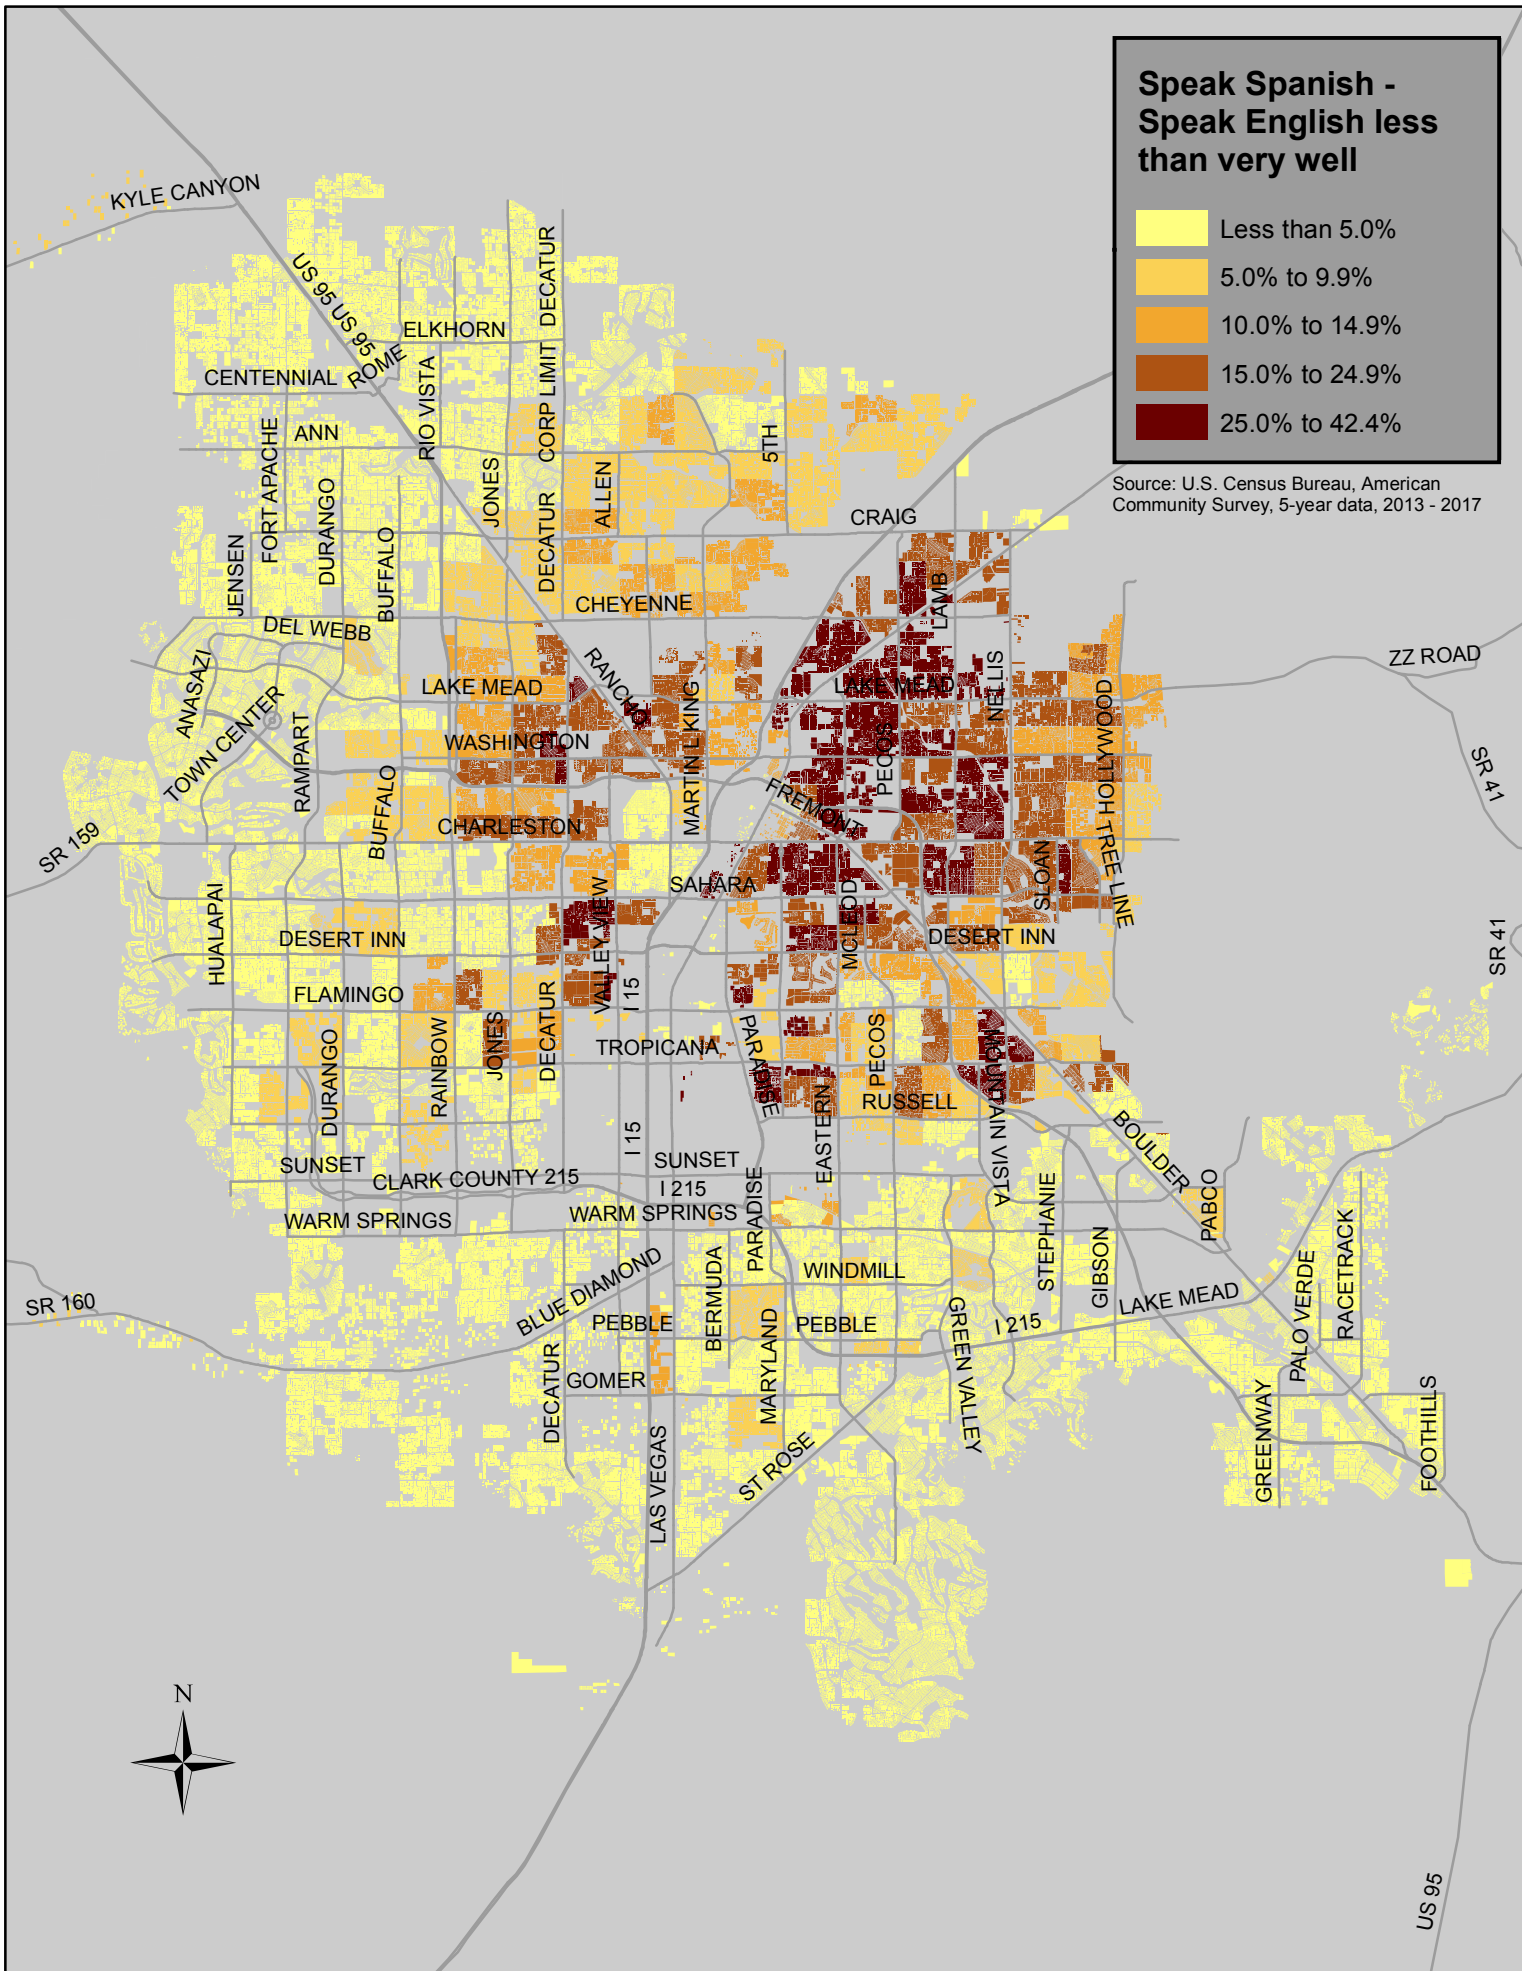 Speak Spanish -
Speak English less
than very well
Less than 5.0%
5.0% to 9.9%
10.0% to 14.9%
15.0% to 24.9%
25.0% to 42.4%
Source: U.S. Census Bureau, American
Community Survey, 5-year data, 2013 - 2017
KYLE CANYON
US 95
US 95
ELKHORN
DECATUR
CENTENNIAL
ROME
RIO VISTA
CORP LIMIT
FORT APACHE
ANN
5TH
JONES
ALLEN
DURANGO
DECATUR
CRAIG
BUFFALO
JENSEN
LAMB
CHEYENNE
DEL WEBB
ANASAZI
RANCHO
ZZ ROAD
LAKE MEAD
LAKE MEAD
NELLIS
MARTIN L KING
HOLLYWOOD
TOWN CENTER
RAMPART
WASHINGTON
PECOS
SR 41
BUFFALO
FREMONT
CHARLESTON
SR 159
TREE LINE
SAHARA
SLOAN
HUALAPAI
VALLEY VIEW
MCLEOD
DESERT INN
DESERT INN
SR 41
FLAMINGO
I 15
DECATUR
DURANGO
RAINBOW
JONES
TROPICANA
PARADISE
PECOS
MOUNTAIN VISTA
RUSSELL
I 15
EASTERN
BOULDER
SUNSET
SUNSET
CLARK COUNTY 215
I 215
PARADISE
STEPHANIE
PABCO
WARM SPRINGS
WARM SPRINGS
GIBSON
RACETRACK
BLUE DIAMOND
BERMUDA
WINDMILL
PALO VERDE
SR 160
LAKE MEAD
PEBBLE
PEBBLE
I 215
MARYLAND
GREEN VALLEY
DECATUR
GOMER
GREENWAY
FOOTHILLS
LAS VEGAS
ST ROSE
N
US 95